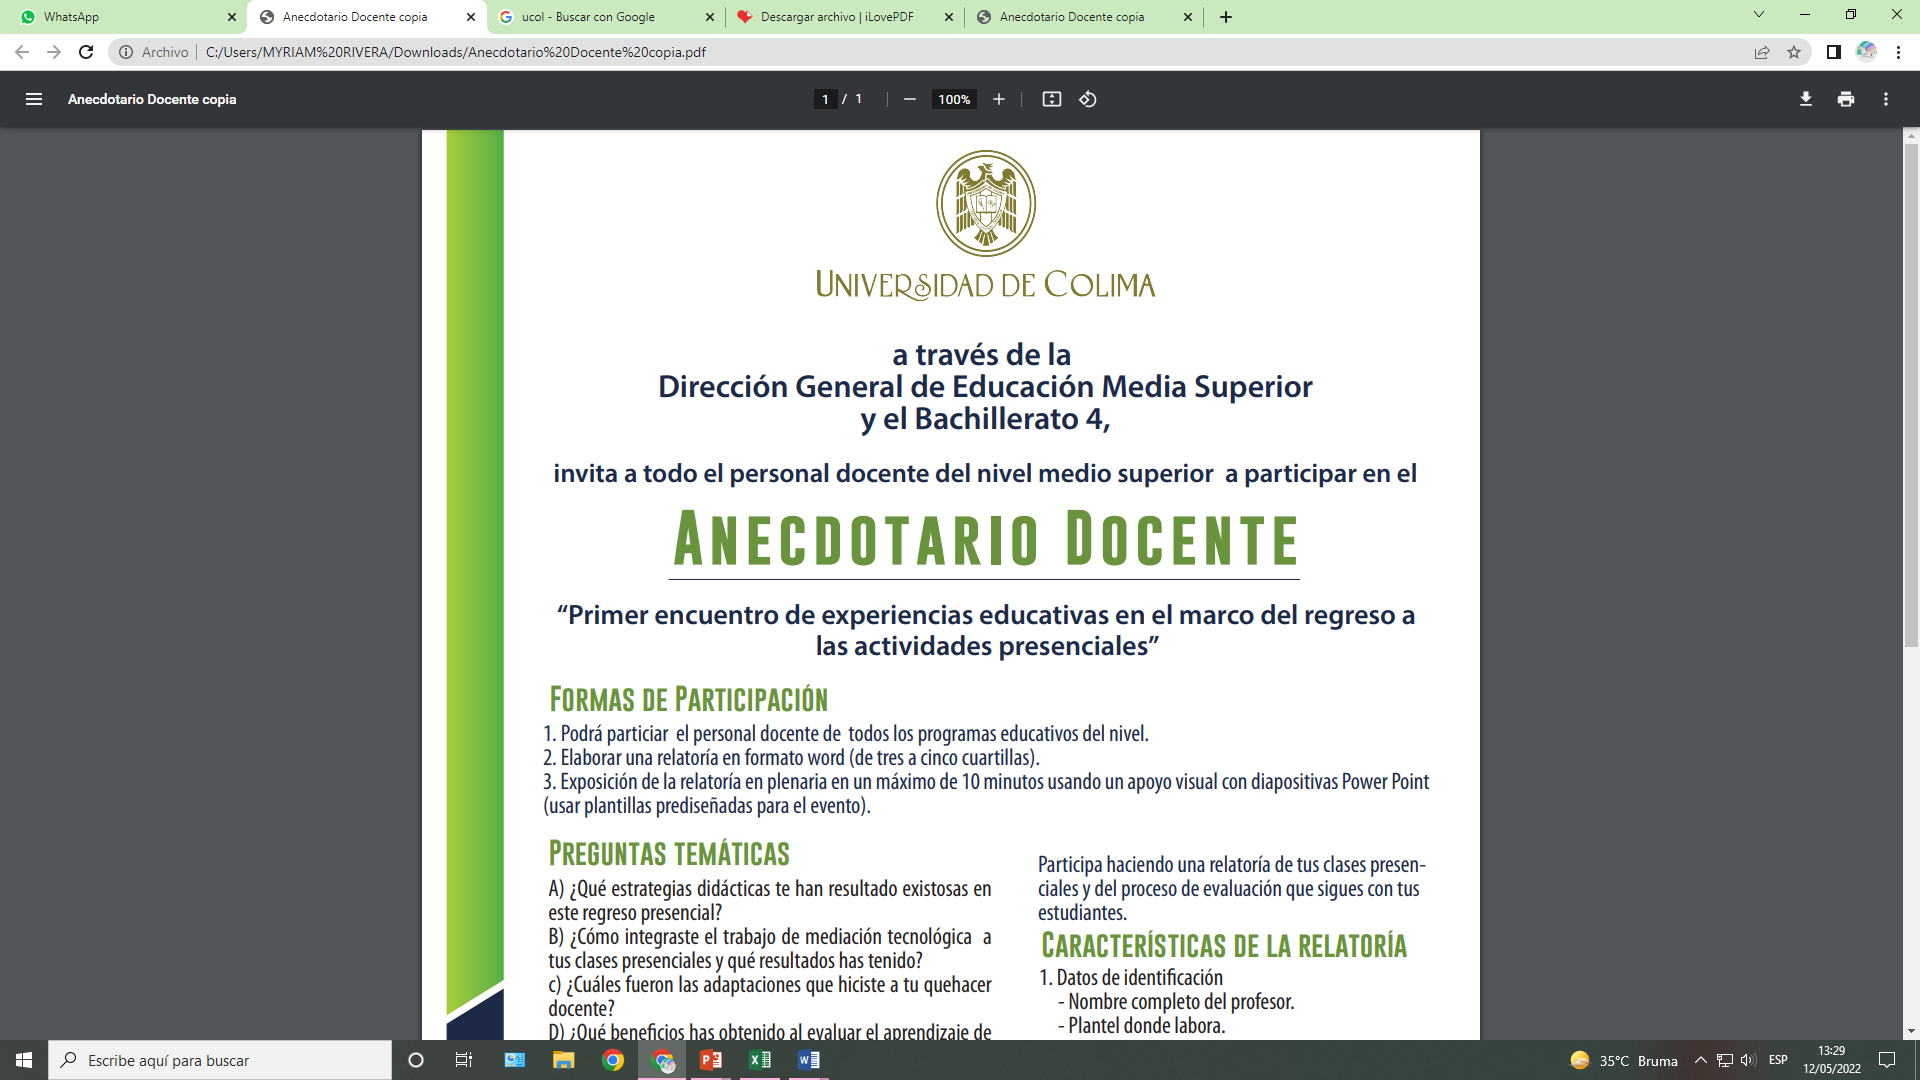 WhatsApp
Anecdotario Docente copia
ucol - Buscar con Google
Descargar archivo | iLovePDF
Anecdotario Docente copia
Archivo
C:/Users/MYRIAM%20RIVERA/Downloads/Anecdotario%20Docente%20copia.pdf
Anecdotario Docente copia
1 / 1
100%
UNIVERSIDAD DE COLIMA
a través de la
Dirección General de Educación Media Superior
y el Bachillerato 4,
invita a todo el personal docente del nivel medio superior a participar en el
ANECDOTARIO DOCENTE
“Primer encuentro de experiencias educativas en el marco del regreso a
las actividades presenciales”
FORMAS DE PARTICIPACIÓN
1. Podrá particiar el personal docente de todos los programas educativos del nivel.
2. Elaborar una relatoría en formato word (de tres a cinco cuartillas).
3. Exposición de la relatoría en plenaria en un máximo de 10 minutos usando un apoyo visual con diapositivas Power Point
(usar plantillas prediseñadas para el evento).
PREGUNTAS TEMÁTICAS
A) ¿Qué estrategias didácticas te han resultado existosas en
este regreso presencial?
B) ¿Cómo integraste el trabajo de mediación tecnológica a
tus clases presenciales y qué resultados has tenido?
c) ¿Cuáles fueron las adaptaciones que hiciste a tu quehacer
docente?
D) ¿Qué beneficios has obtenido al evaluar el aprendizaje de
Participa haciendo una relatoría de tus clases presen-
ciales y del proceso de evaluación que sigues con tus
estudiantes.
CARACTERÍSTICAS DE LA RELATORÍA
1. Datos de identificación
- Nombre completo del profesor.
- Plantel donde labora.
Escribe aquí para buscar
35°C Bruma
ESP
13:29
12/05/2022